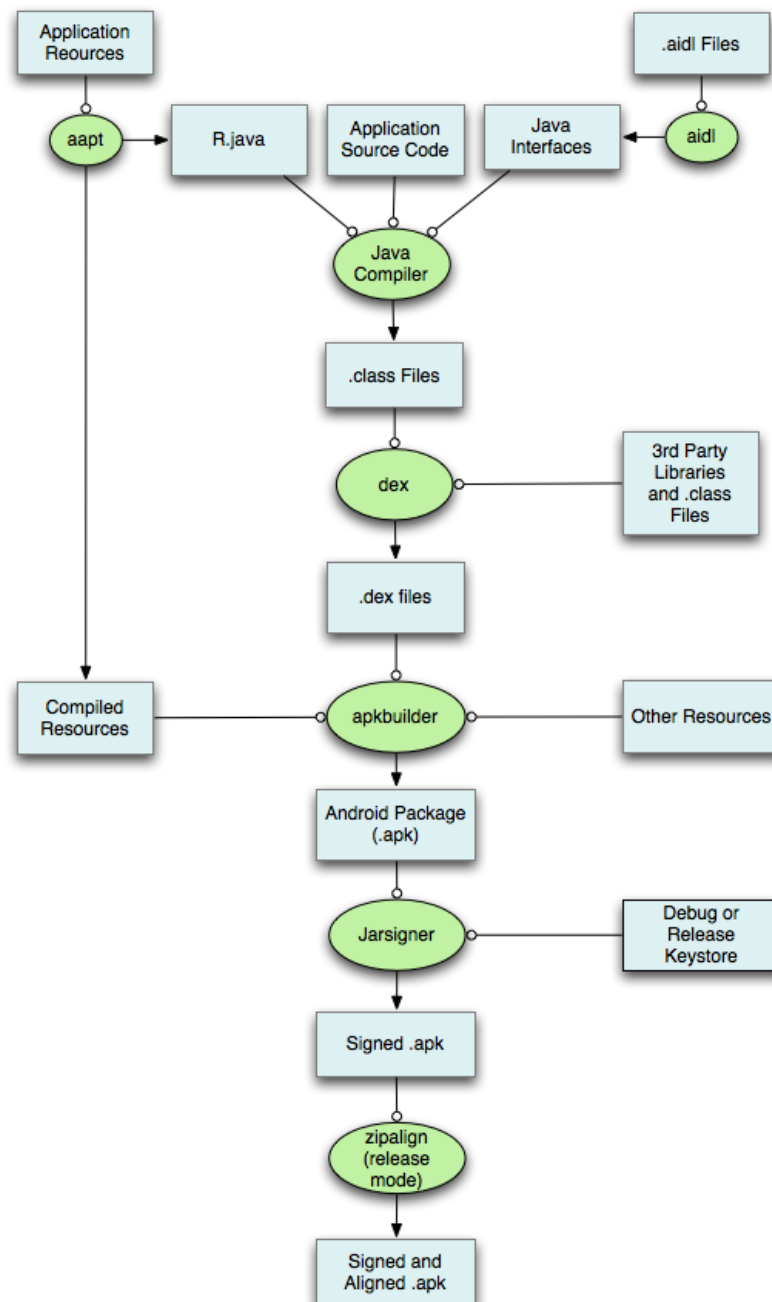 Application
Reources
.aidl Files
aapt
R.java
Application
Source Code
Java
Interfaces
aidl
Java
Compiler
.class Files
dex
3rd Party
Libraries
and .class
Files
.dex files
Compiled
Resources
apkbuilder
Other Resources
Android Package
(.apk)
Jarsigner
Debug or
Release
Keystore
Signed .apk
zipalign
(release
mode)
Signed and
Aligned .apk